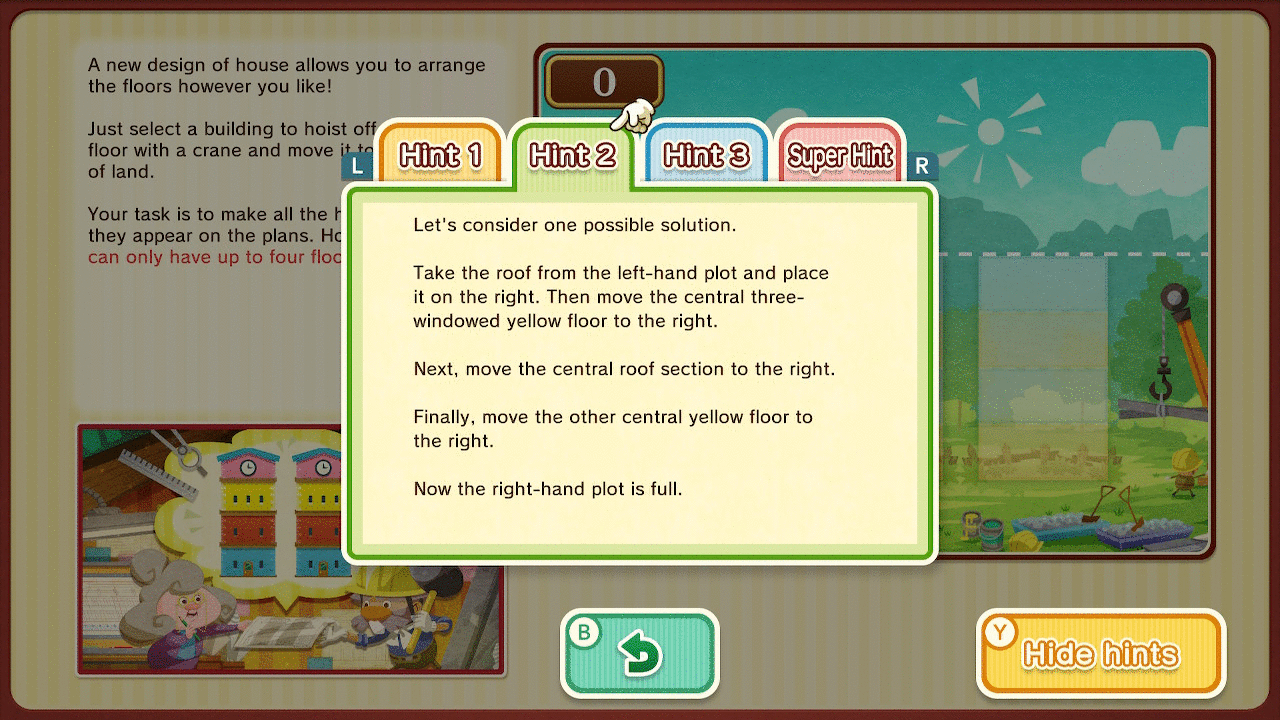 A new design of house allows you to arrange
the floors however you like!
Just select a building to hoist off
floor with a crane and move it to
of land.
Your task is to make all the h
they appear on the plans. Ho
can only have up to four floo
0
L
Hint 1
Hint 2
Hint 3
Super Hint
R
Let's consider one possible solution.
Take the roof from the left-hand plot and place
it on the right. Then move the central three-
windowed yellow floor to the right.
Next, move the central roof section to the right.
Finally, move the other central yellow floor to
the right.
Now the right-hand plot is full.
B
Y
Hide hints